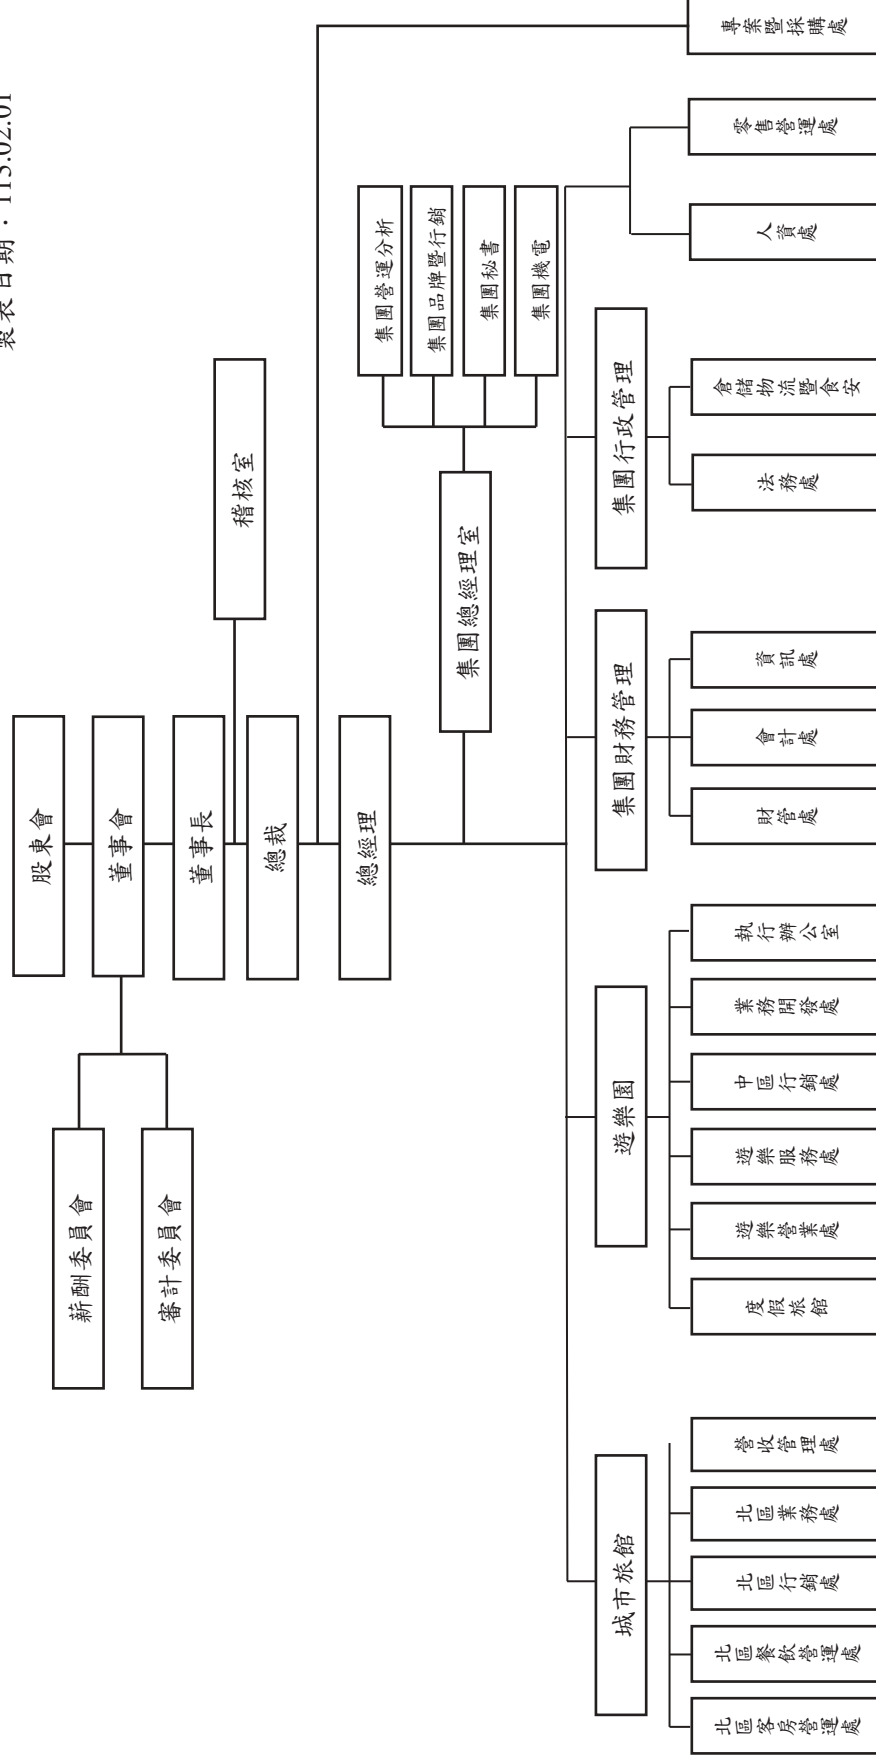 製表日期：113.02.01
股東會
董事會
薪酬委員會
審計委員會
董事長
稽核室
總裁
總經理
集團總經理室
集團營運分析
集團品牌暨行銷
集團秘書
集團機電
城市旅館
遊樂園
集團財務管理
集團行政管理
北區客房營運處
北區餐飲營運處
北區行銷處
北區業務處
營收管理處
度假旅館
遊樂營業處
遊樂服務處
中區行銷處
業務開發處
執行辦公室
財管處
會計處
資訊處
法務處
倉儲物流暨食安
人資處
零售營運處
專案暨採購處